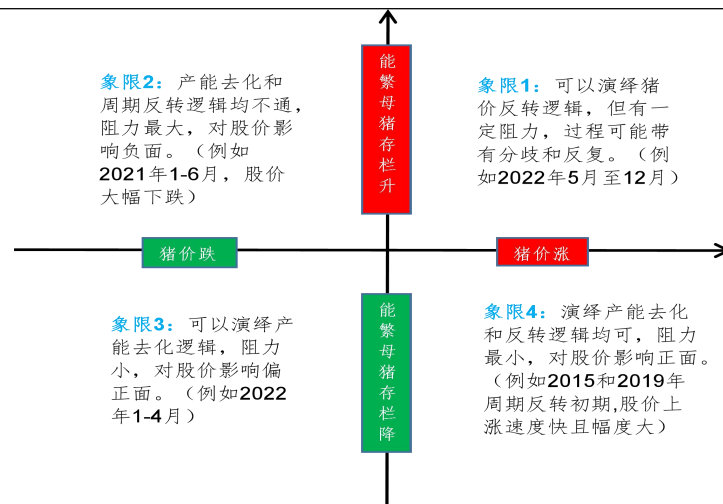 象限2：产能去化和
周期反转逻辑均不通，
阻力最大，对股价影
响负面。（例如
2021年1-6月，股价
大幅下跌）
能繁母猪存栏升
象限1：可以演绎猪
价反转逻辑，但有一
定阻力，过程可能带
有分歧和反复。（例
如2022年5月至12月）
猪价跌
猪价涨
象限3：可以演绎产
能去化逻辑，阻力
小，对股价影响偏
正面。（例如2022
年1-4月）
能繁母猪存栏降
象限4：演绎产能去化
和反转逻辑均可，阻力
最小，对股价影响正面。
（例如2015和2019年
周期反转初期,股价上
涨速度快且幅度大）